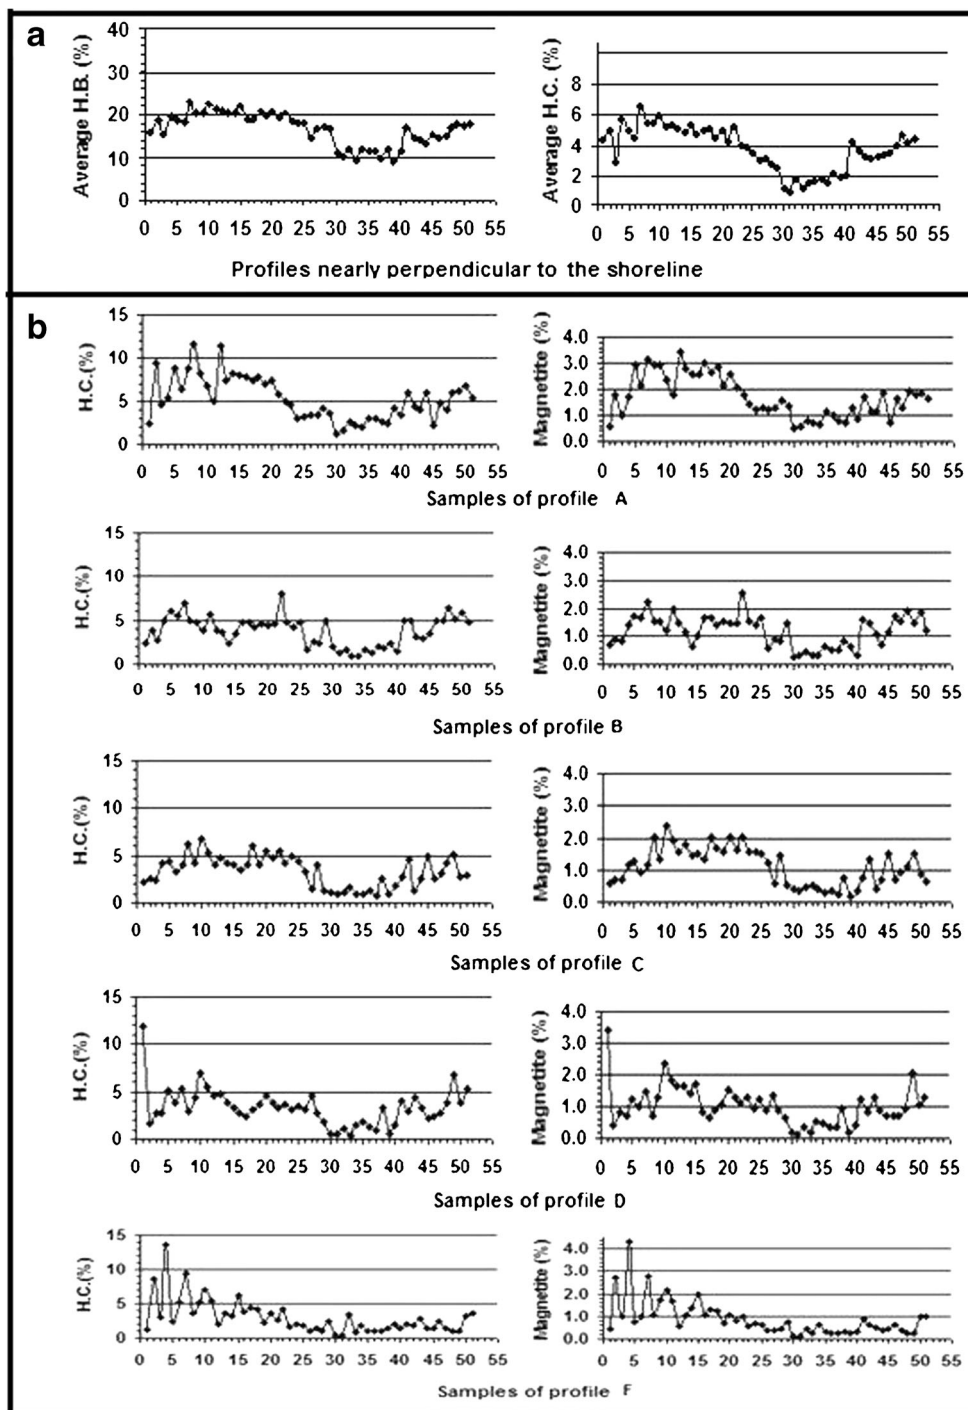 a
Average H.B. (%)
40
30
20
10
0
0 5 10 15 20 25 30 35 40 45 50 55
Average H.C. (%)
8
6
4
2
0
0 5 10 15 20 25 30 35 40 45 50 55
Profiles nearly perpendicular to the shoreline
b
H.C.(%)
15
10
5
0
0 5 10 15 20 25 30 35 40 45 50 55
Magnetite (%)
4.0
3.0
2.0
1.0
0.0
0 5 10 15 20 25 30 35 40 45 50 55
Samples of profile A
H.C.(%)
15
10
5
0
0 5 10 15 20 25 30 35 40 45 50 55
Magnetite (%)
4.0
3.0
2.0
1.0
0.0
0 5 10 15 20 25 30 35 40 45 50 55
Samples of profile B
H.C.(%)
15
10
5
0
0 5 10 15 20 25 30 35 40 45 50 55
Magnetite (%)
4.0
3.0
2.0
1.0
0.0
0 5 10 15 20 25 30 35 40 45 50 55
Samples of profile C
H.C.(%)
15
10
5
0
0 5 10 15 20 25 30 35 40 45 50 55
Magnetite (%)
4.0
3.0
2.0
1.0
0.0
0 5 10 15 20 25 30 35 40 45 50 55
Samples of profile D
H.C.(%)
15
10
5
0
0 5 10 15 20 25 30 35 40 45 50 55
Magnetite (%)
4.0
3.0
2.0
1.0
0.0
0 5 10 15 20 25 30 35 40 45 50 55
Samples of profile F